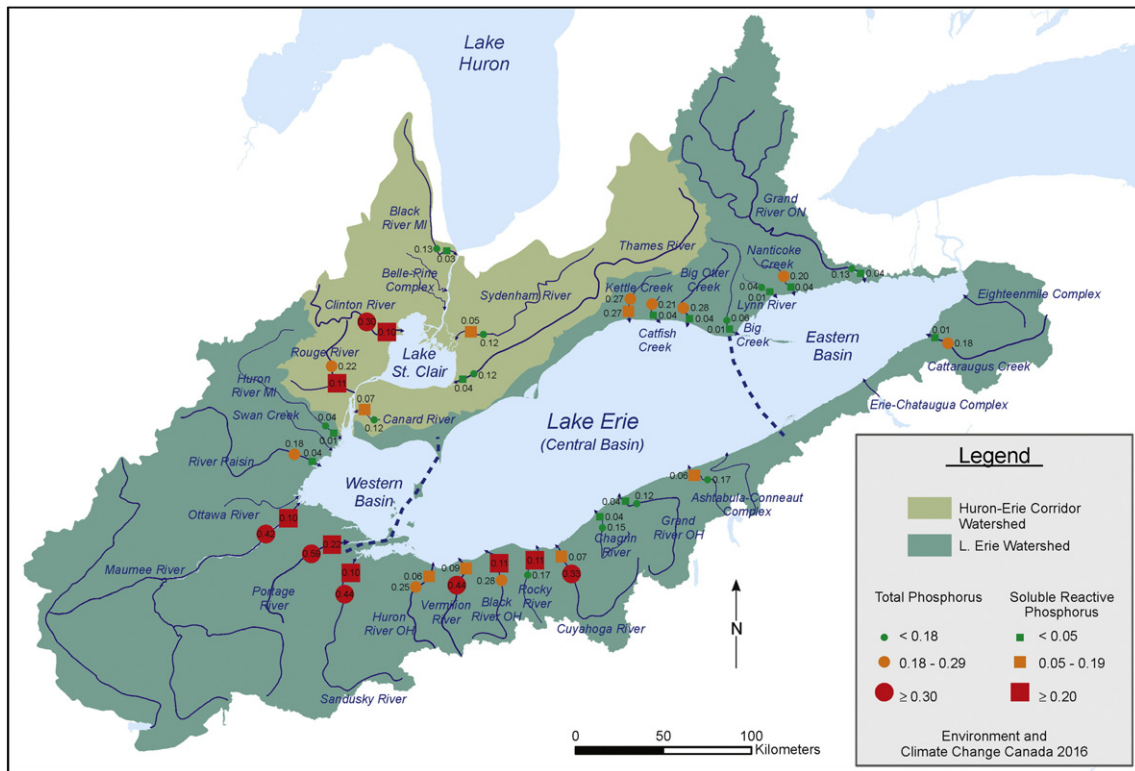 Lake
Huron
Black
River MI
0.13
0.03
Belle-Pine
Complex
Clinton River
0.30
0.10
Sydenham River
0.05
0.12
Thames River
0.12
0.04
Lake
St. Clair
Rouge River
0.22
0.11
Huron
River MI
0.04
0.01
Swan Creek
0.07
0.12
Canard River
River Raisin
0.18
0.04
Western
Basin
Ottawa River
0.10
0.42
Maumee River
0.22
0.59
Portage
River
0.10
0.44
Sandusky River
0.06
0.25
Huron
River OH
0.09
0.44
Vermilion
River
0.11
0.28
Black
River OH
0.11
0.17
Rocky
River
0.07
0.33
Cuyahoga River
0.04
0.15
Chagrin
River
0.04
0.12
Grand
River OH
0.06
0.17
Ashtabula-Conneaut
Complex
Lake Erie
(Central Basin)
Kettle Creek
0.27
0.27
Catfish
Creek
0.21
0.04
Big Otter
Creek
0.28
0.04
Big
Creek
0.06
0.01
Lynn River
0.04
0.01
Nanticoke
Creek
0.20
0.04
Grand
River ON
0.13
0.04
Eastern
Basin
Eighteenmile Complex
0.01
0.18
Cattaraugus Creek
Erie-Chataugua Complex
N
0 50 100
Kilometers
Legend
Huron-Erie Corridor
Watershed
L. Erie Watershed
Total Phosphorus
< 0.18
0.18 - 0.29
≥ 0.30
Soluble Reactive
Phosphorus
< 0.05
0.05 - 0.19
≥ 0.20
Environment and
Climate Change Canada 2016